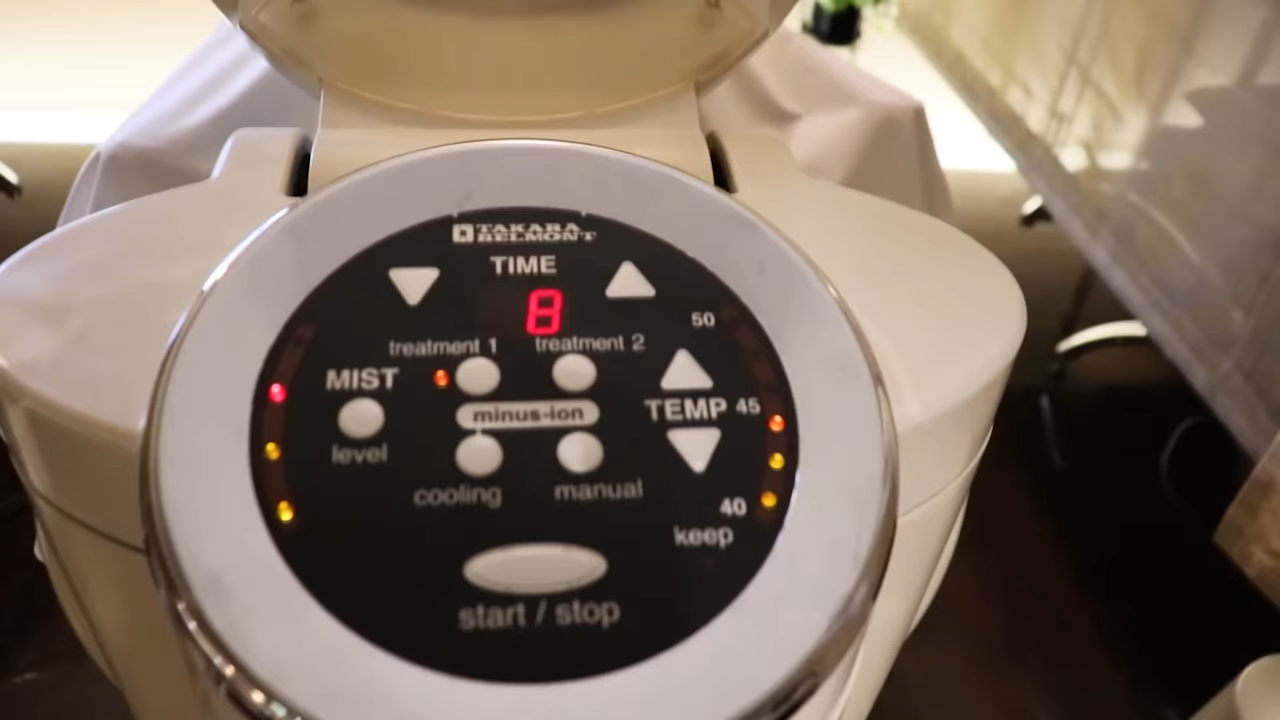 TAKARA
BELMONT
TIME
8
50
treatment 1
treatment 2
MIST
TEMP
45
minus-ion
level
cooling
manual
40
keep
start / stop